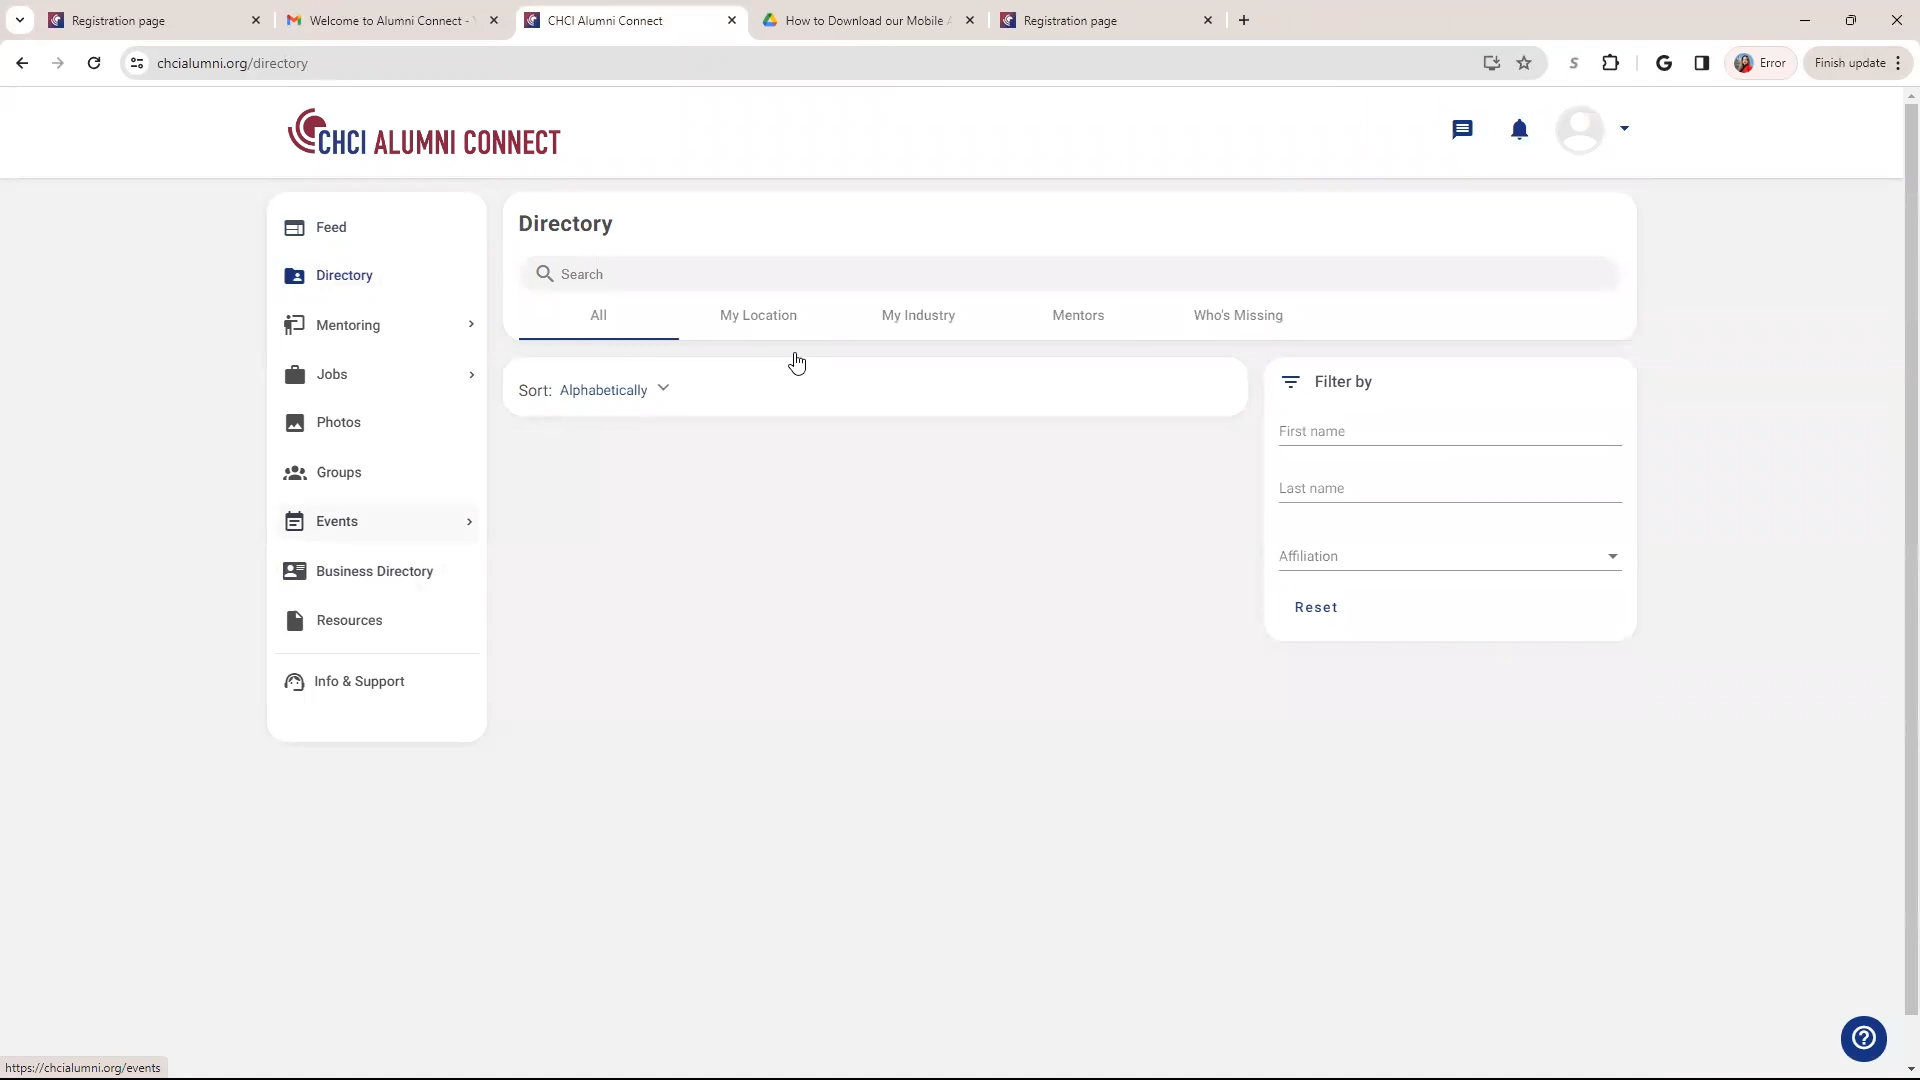 Registration page
Welcome to Alumni Connect -
CHCI Alumni Connect
How to Download our Mobile
Registration page
chcialumni.org/directory
Error
Finish update
CHCI ALUMNI CONNECT
Feed
Directory
Mentoring
Jobs
Photos
Groups
Events
Business Directory
Resources
Info & Support
Directory
Search
All
My Location
My Industry
Mentors
Who's Missing
Sort: Alphabetically
Filter by
First name
Last name
Affiliation
Reset
https://chcialumni.org/events